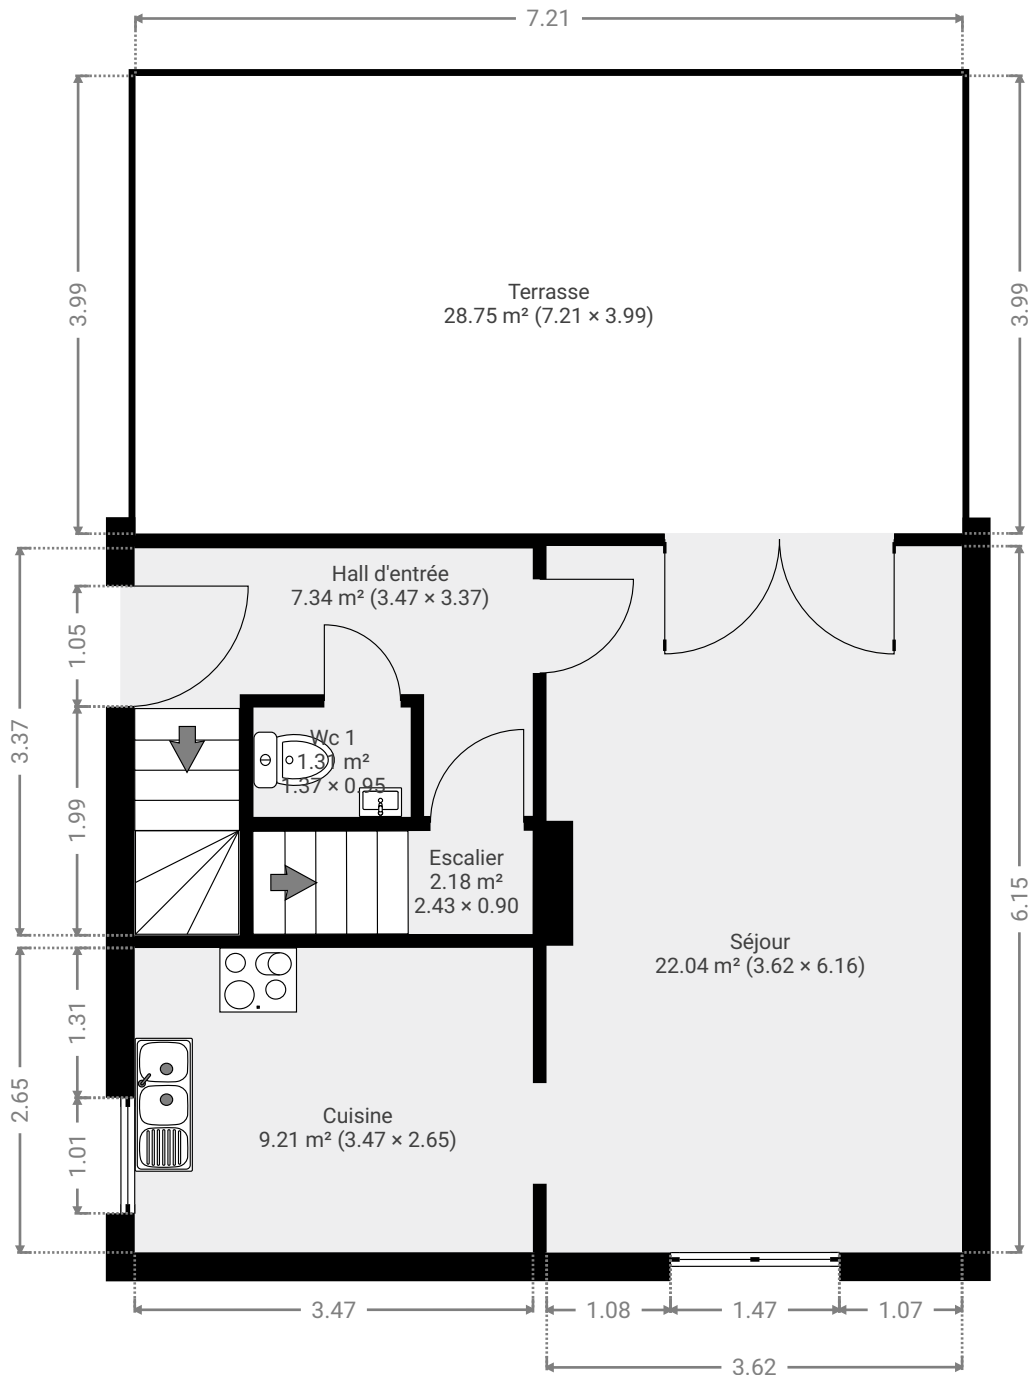 7.21
3.99
3.99
Terrasse
28.75 m² (7.21 × 3.99)
Hall d'entrée
7.34 m² (3.47 × 3.37)
1.05
3.37
Wc 1
1.31 m²
1.37 × 0.95
1.99
Escalier
2.18 m²
2.43 × 0.90
6.15
Séjour
22.04 m² (3.62 × 6.16)
1.31
2.65
Cuisine
9.21 m² (3.47 × 2.65)
1.01
3.47
1.08
1.47
1.07
3.62